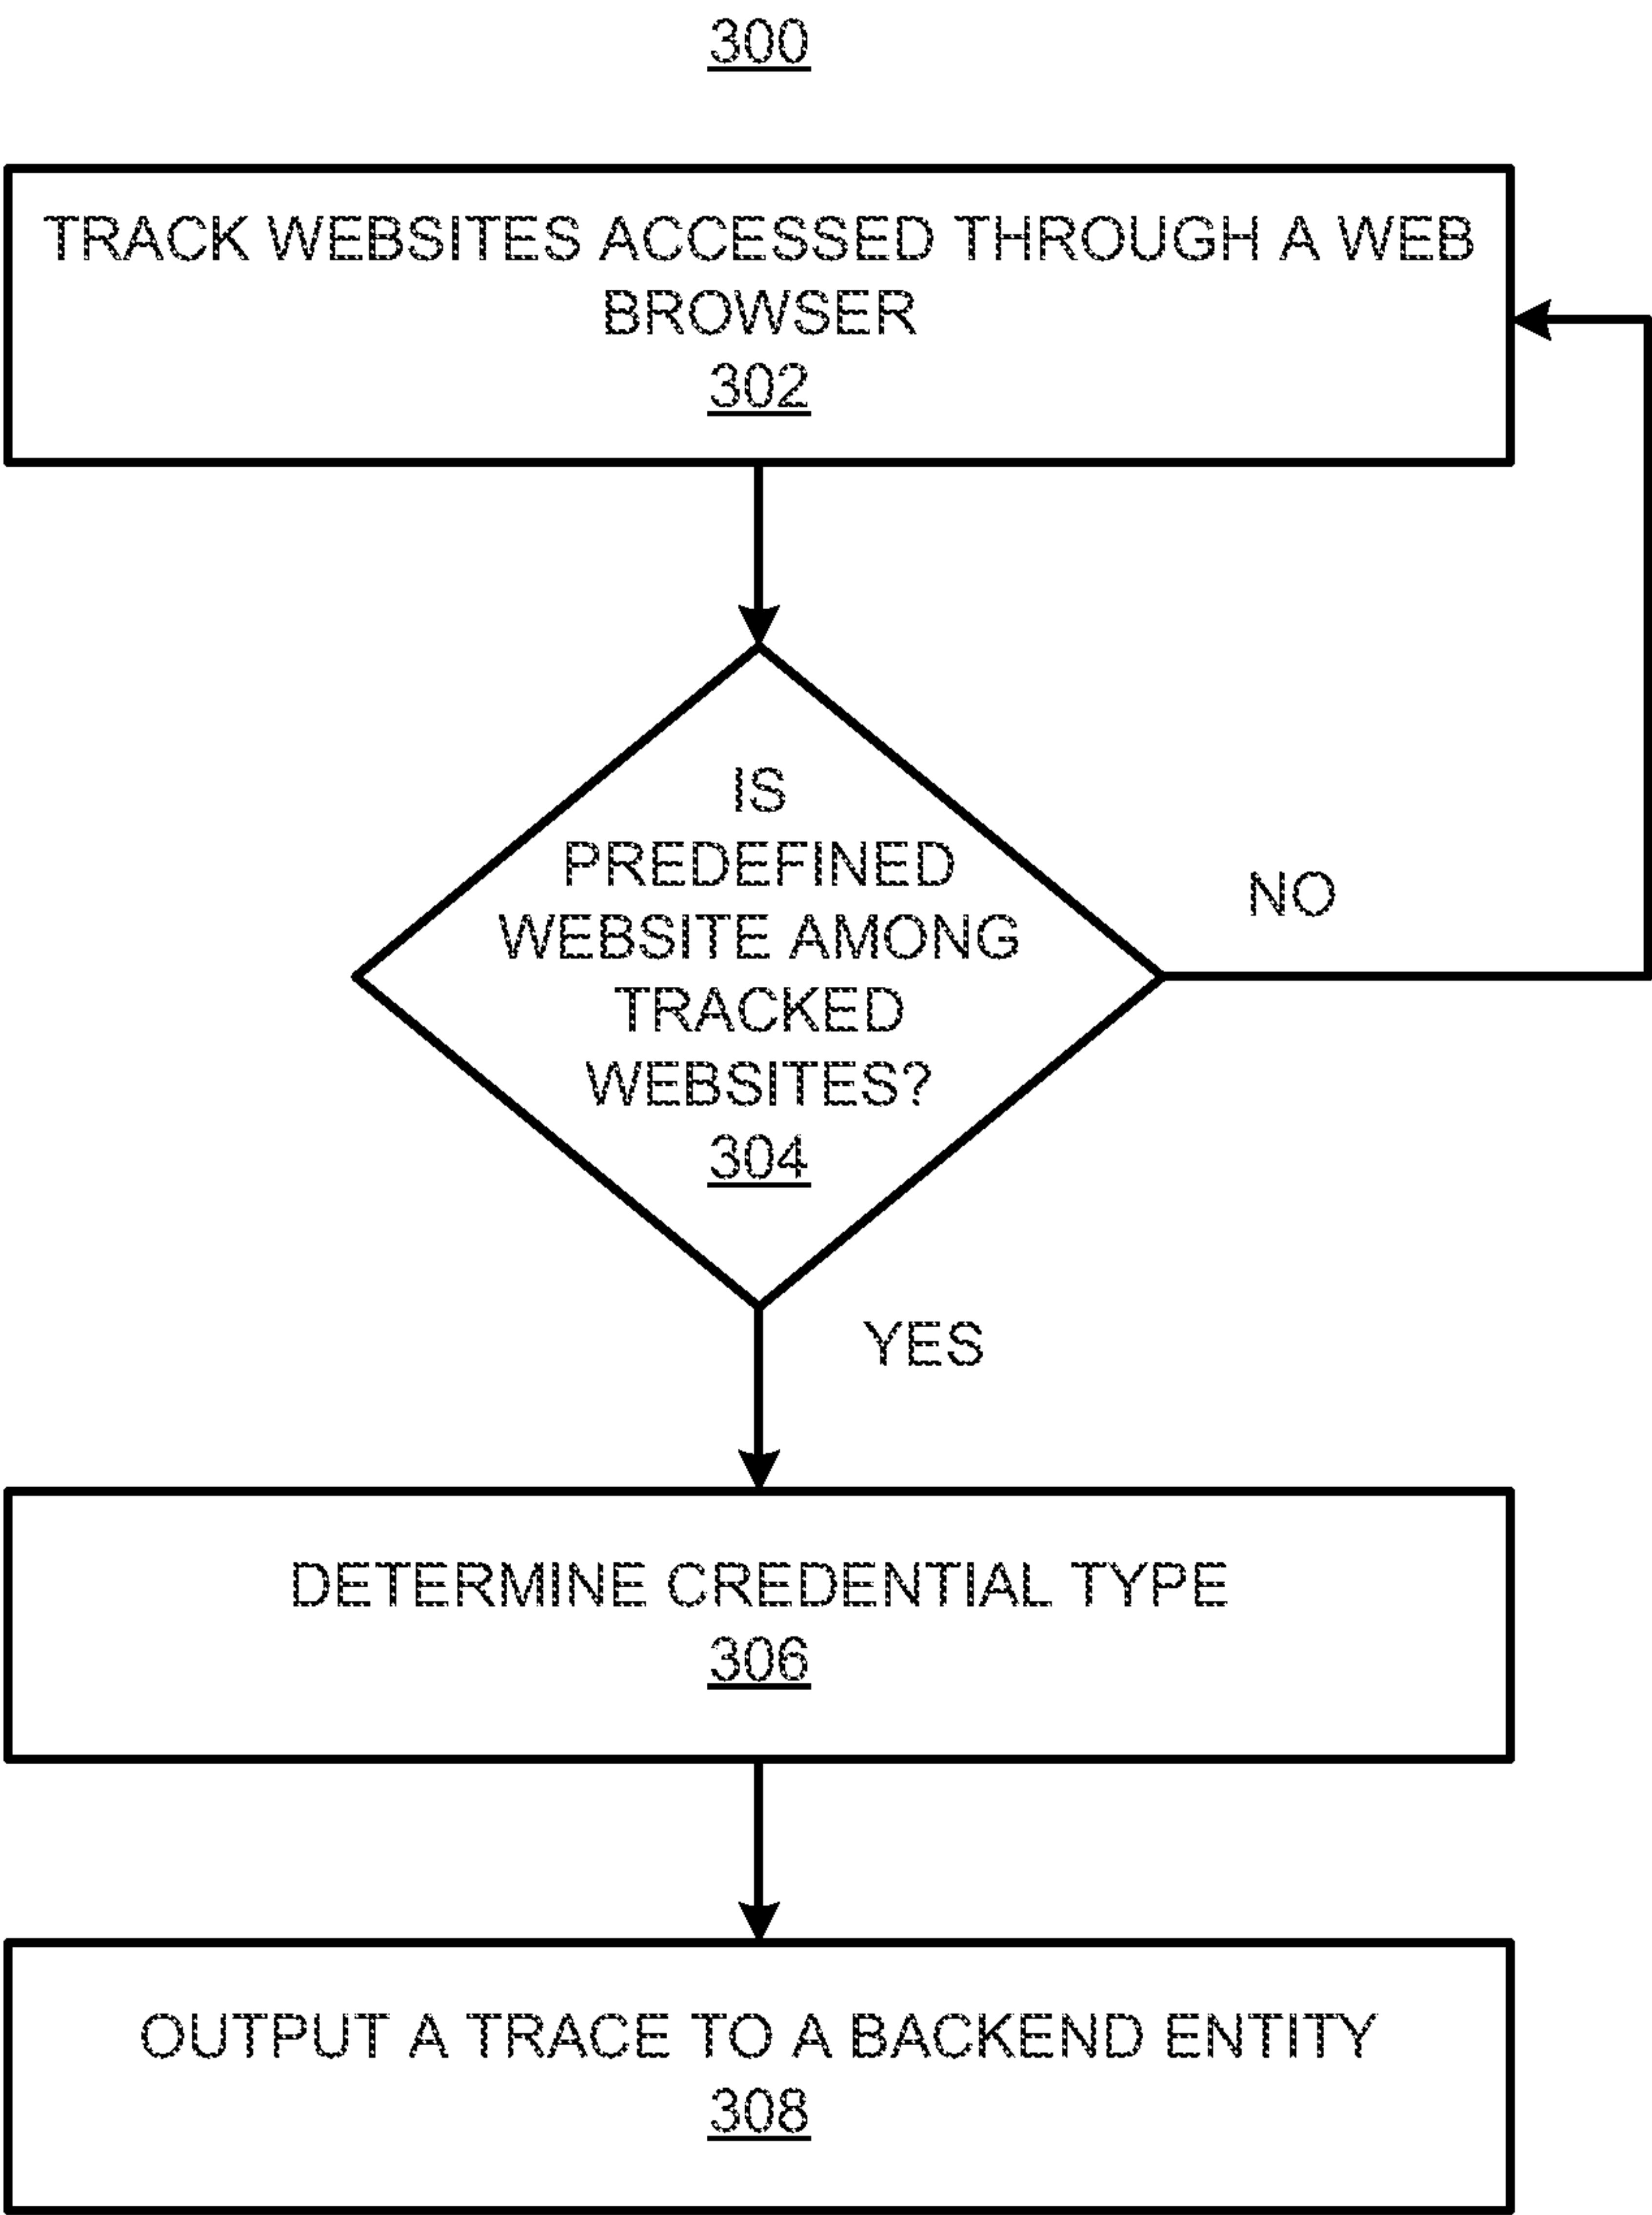 300
TRACK WEBSITES ACCESSED THROUGH A WEB
BROWSER
302
IS
PREDEFINED
WEBSITE AMONG
TRACKED
WEBSITES?
304
NO
YES
DETERMINE CREDENTIAL TYPE
306
OUTPUT A TRACE TO A BACKEND ENTITY
308